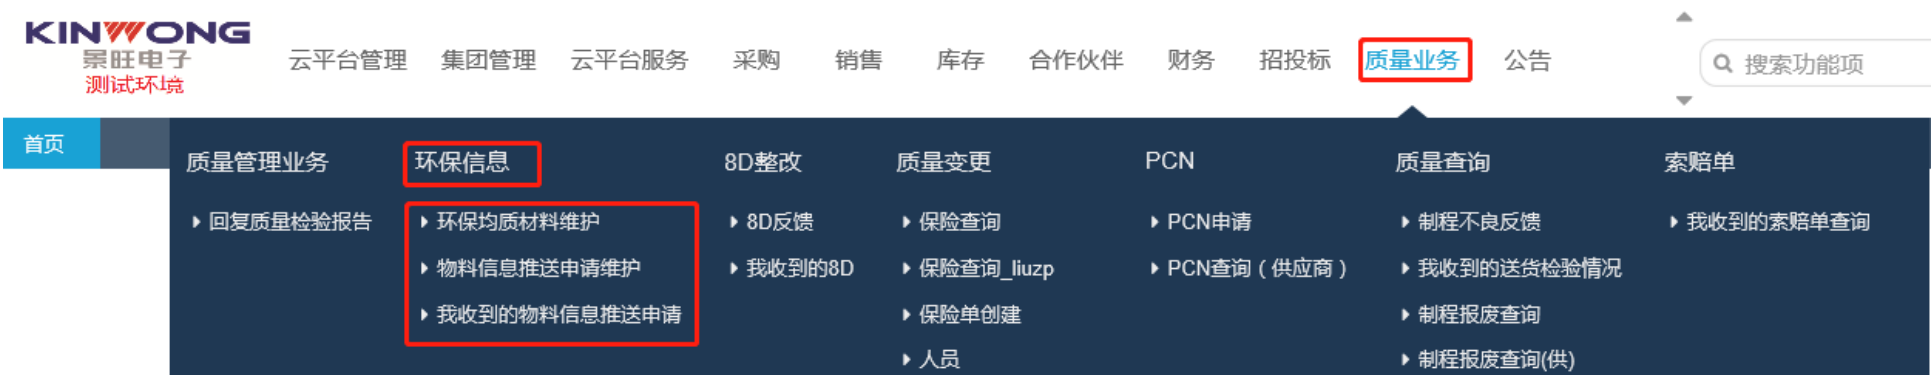 KINWONG
景旺电子
测试环境
云平台管理 集团管理 云平台服务 采购 销售 库存 合作伙伴 财务 招投标 质量业务 公告 搜索功能项
首页
质量管理业务 环保信息 8D整改 质量变更 PCN 质量查询 索赔单
回复质量检验报告 环保均质材料维护 8D反馈 保险查询 PCN申请 制程不良反馈 我收到的索赔单查询
物料信息推送申请维护 我收到的8D 保险查询_liuzp PCN查询（供应商） 我收到的送货检验情况
我收到的物料信息推送申请 保险单创建 制程报废查询
人员 制程报废查询(供)